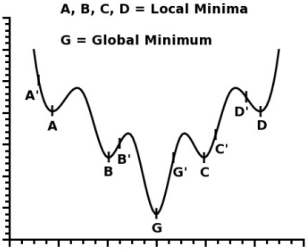 A, B, C, D = Local Minima
G = Global Minimum
A'
A
B
B'
G
G'
C
C'
D'
D